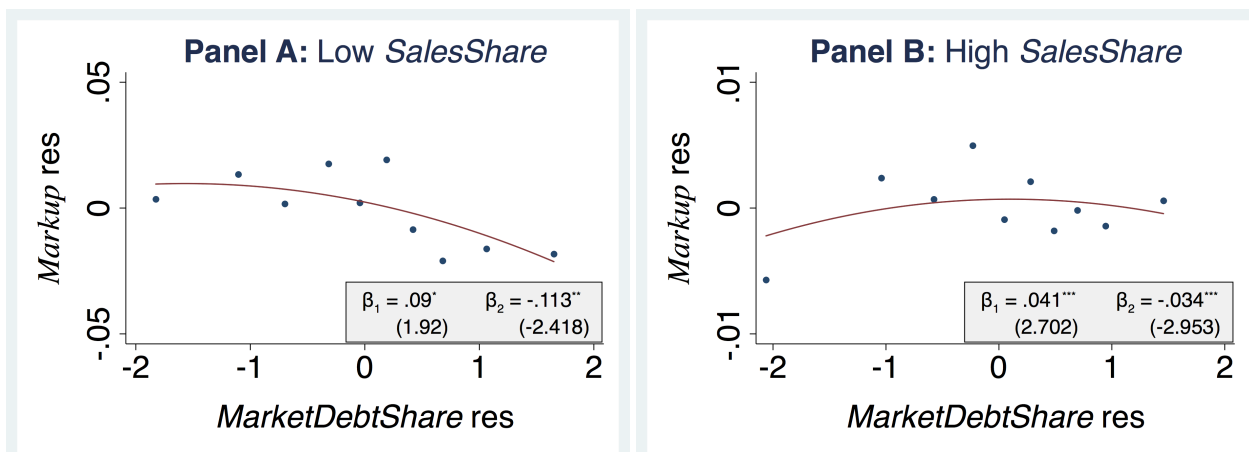 Panel A: Low SalesShare
Markup res
.05
0
-.05
β₁ = .09* β₂ = -.113**
(1.92) (-2.418)
-2 -1 0 1 2
MarketDebtShare res
Panel B: High SalesShare
Markup res
.01
0
-.01
β₁ = .041*** β₂ = -.034***
(2.702) (-2.953)
-2 -1 0 1 2
MarketDebtShare res